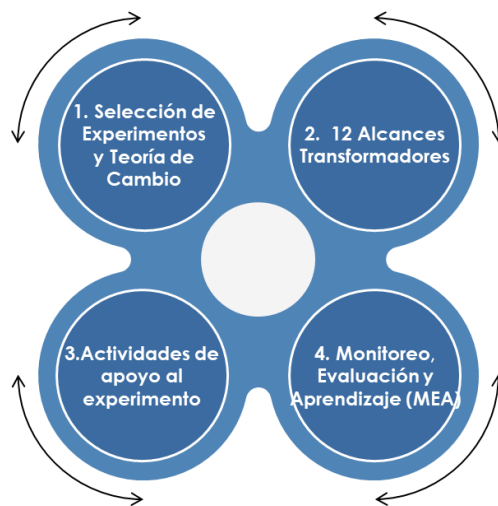 1. Selección de
Experimentos
y Teoría de
Cambio
2. 12 Alcances
Transformadores
3.Actividades de
apoyo al
experimento
4. Monitoreo,
Evaluación y
Aprendizaje (MEA)